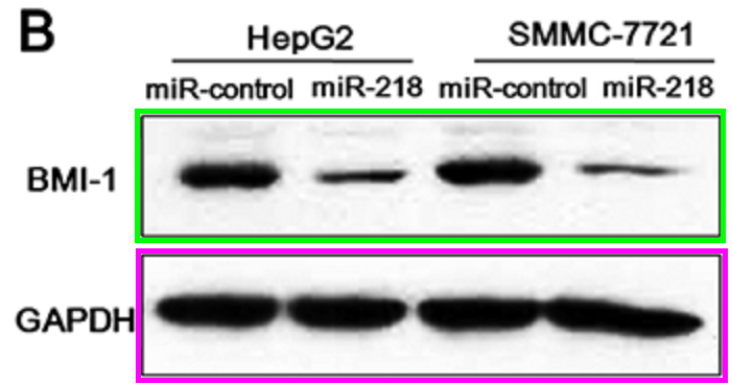 B
HepG2 SMMC-7721
miR-control miR-218 miR-control miR-218
BMI-1
GAPDH